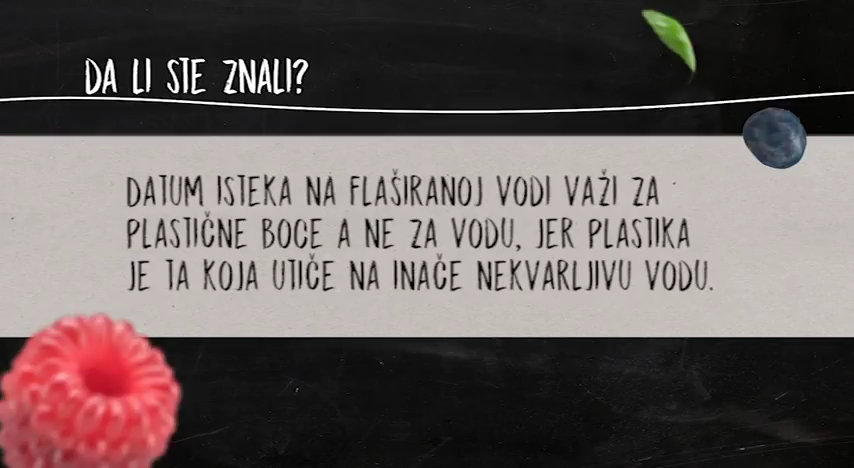 DA LI STE ZNALI?
DATUM ISTEKA NA FLAŠIRANOJ VODI VAŽI ZA
PLASTIČNE BOCE A NE ZA VODU, JER PLASTIKA
JE TA KOJA UTIČE NA INAČE NEKVARLJIVU VODU.